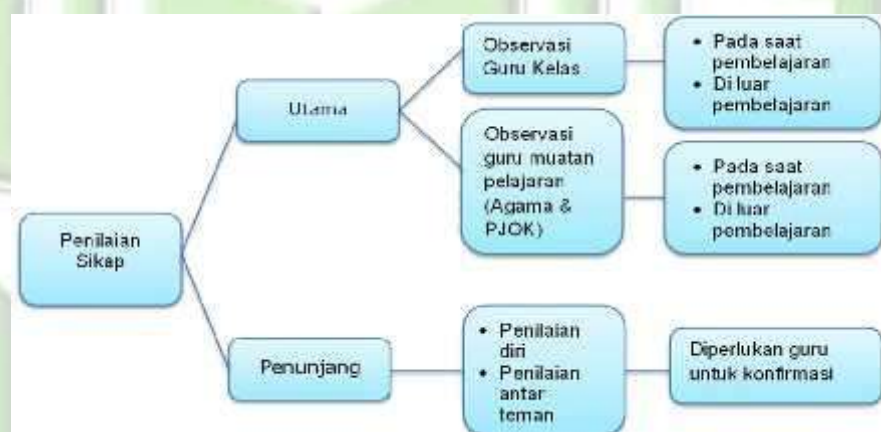 Penilaian
Sikap
Utama
Observasi
Guru Kelas
• Pada saat
pembelajaran
• Di luar
pembelajaran
Observasi
guru muatan
pelajaran
(Agama &
PJOK)
• Pada saat
pembelajaran
• Di luar
pembelajaran
Penunjang
• Penilaian
diri
• Penilaian
antar
teman
Diperlukan guru
untuk konfirmasi